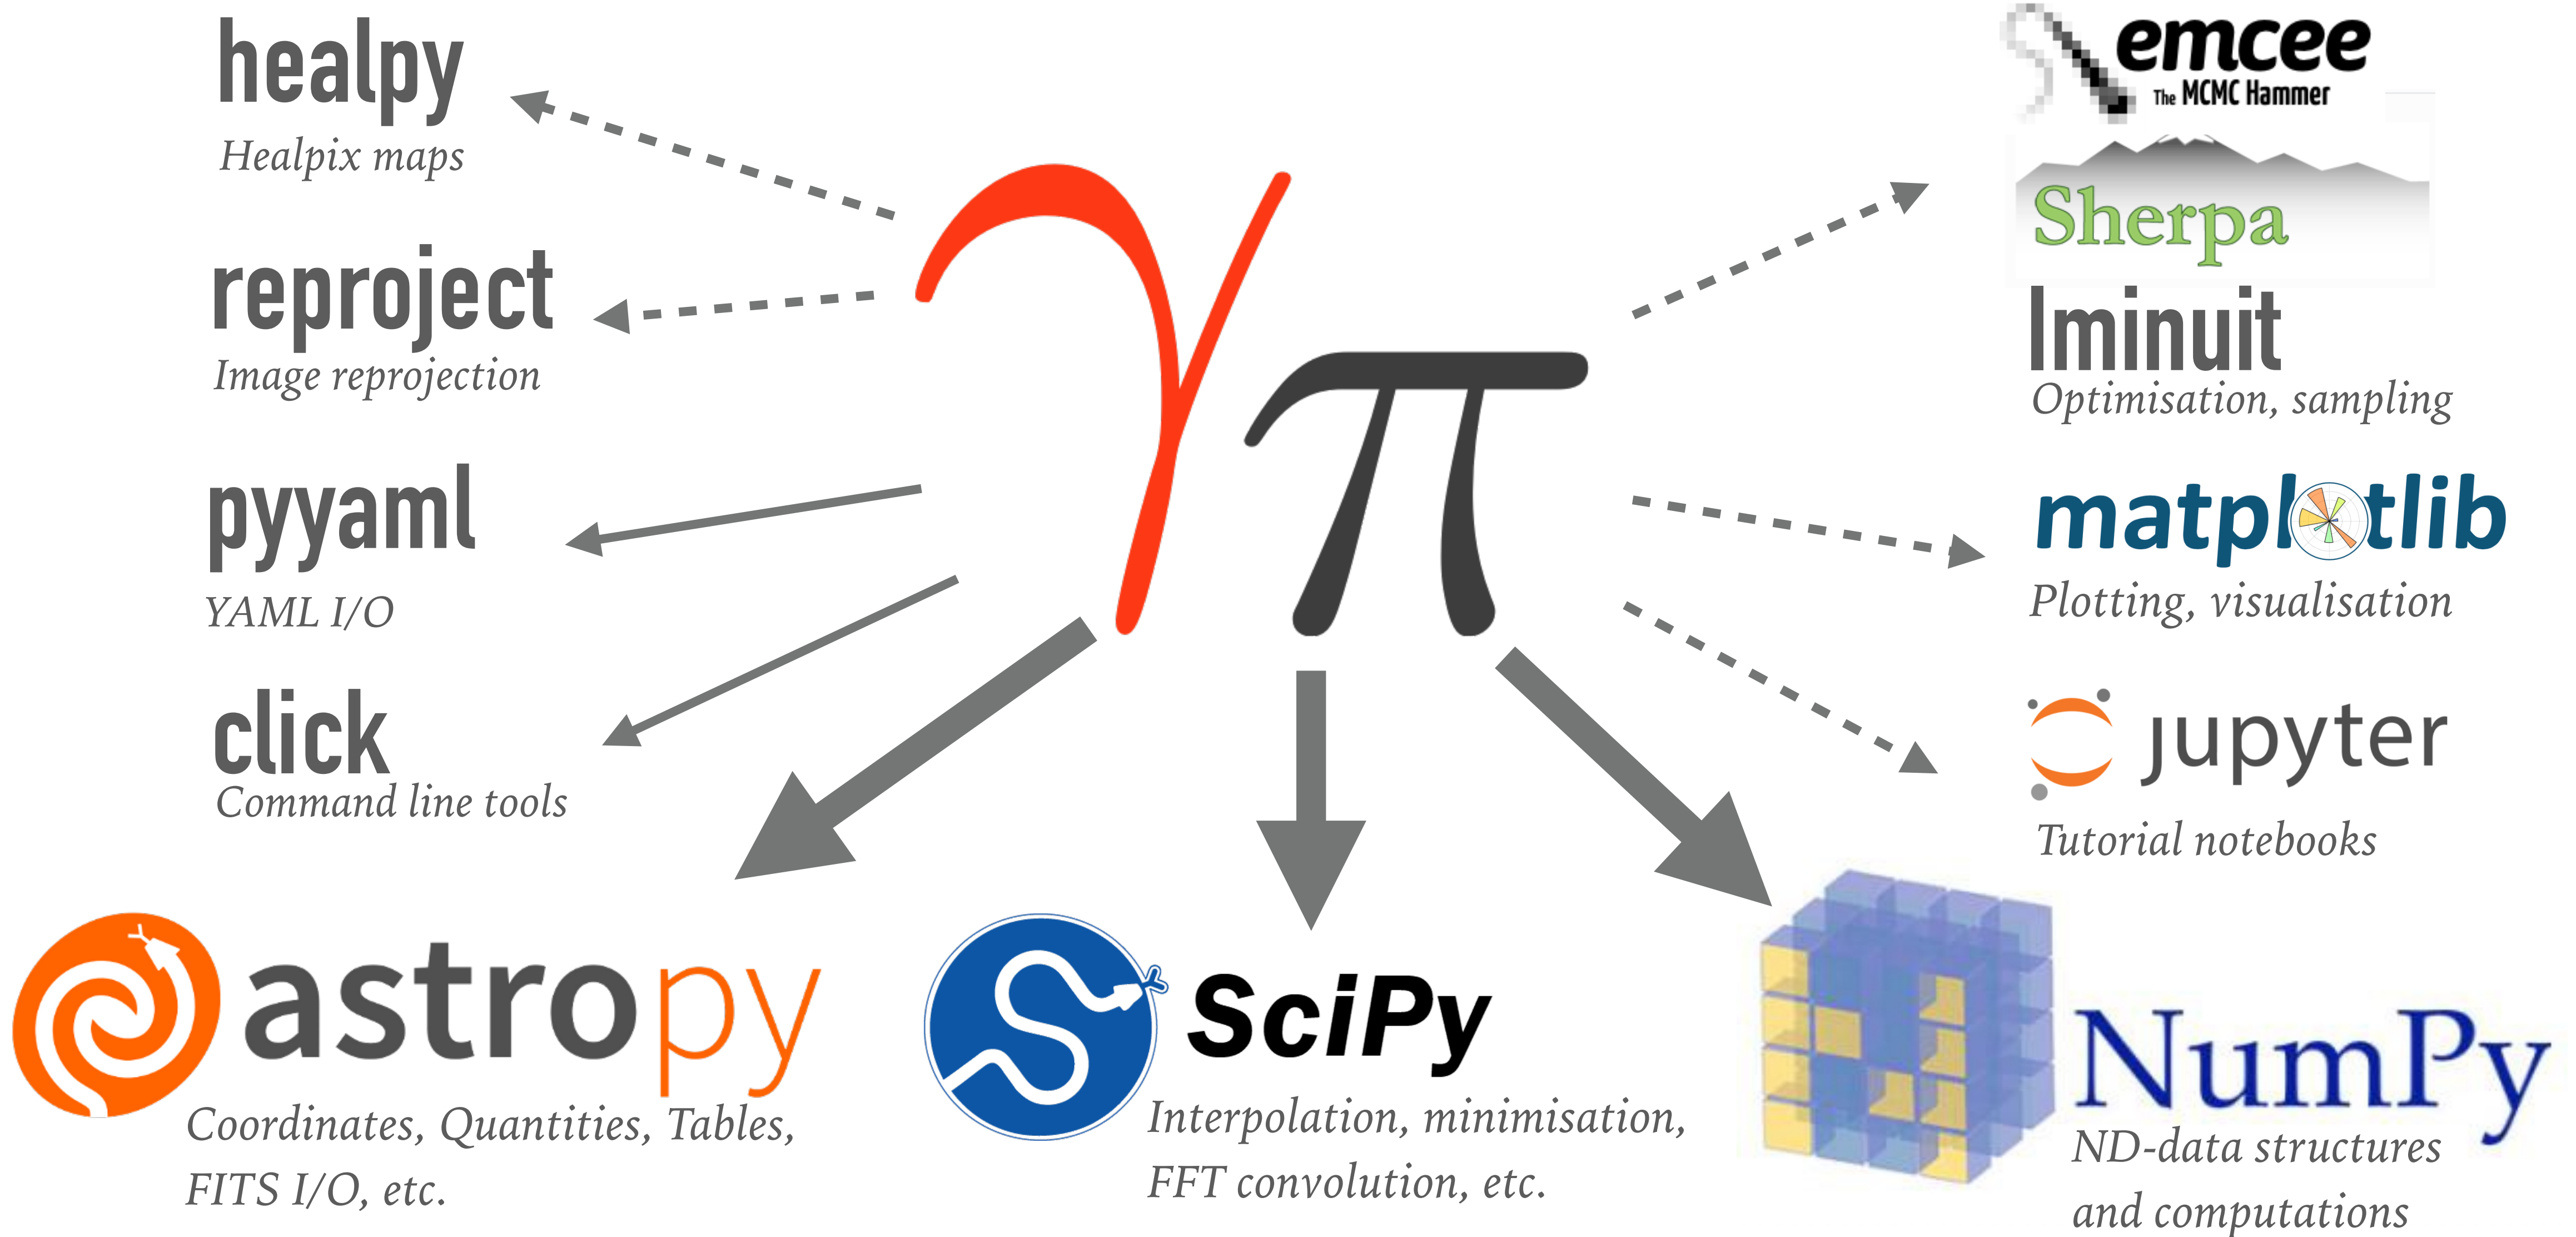 healpy
Healpix maps
reproject
Image reprojection
pyyaml
YAML I/O
click
Command line tools
γπ
emcee
The MCMC Hammer
Sherpa
Iminuit
Optimisation, sampling
matplotlib
Plotting, visualisation
jupyter
Tutorial notebooks
astropy
Coordinates, Quantities, Tables,
FITS I/O, etc.
SciPy
Interpolation, minimisation,
FFT convolution, etc.
NumPy
ND-data structures
and computations